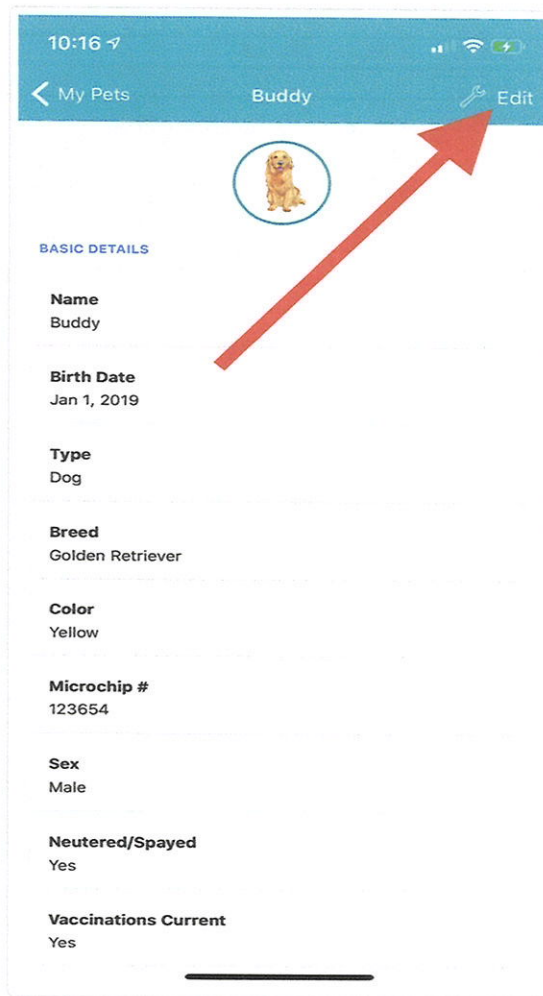 10:16
My Pets
Buddy
Edit
BASIC DETAILS
Name
Buddy
Birth Date
Jan 1, 2019
Type
Dog
Breed
Golden Retriever
Color
Yellow
Microchip #
123654
Sex
Male
Neutered/Spayed
Yes
Vaccinations Current
Yes